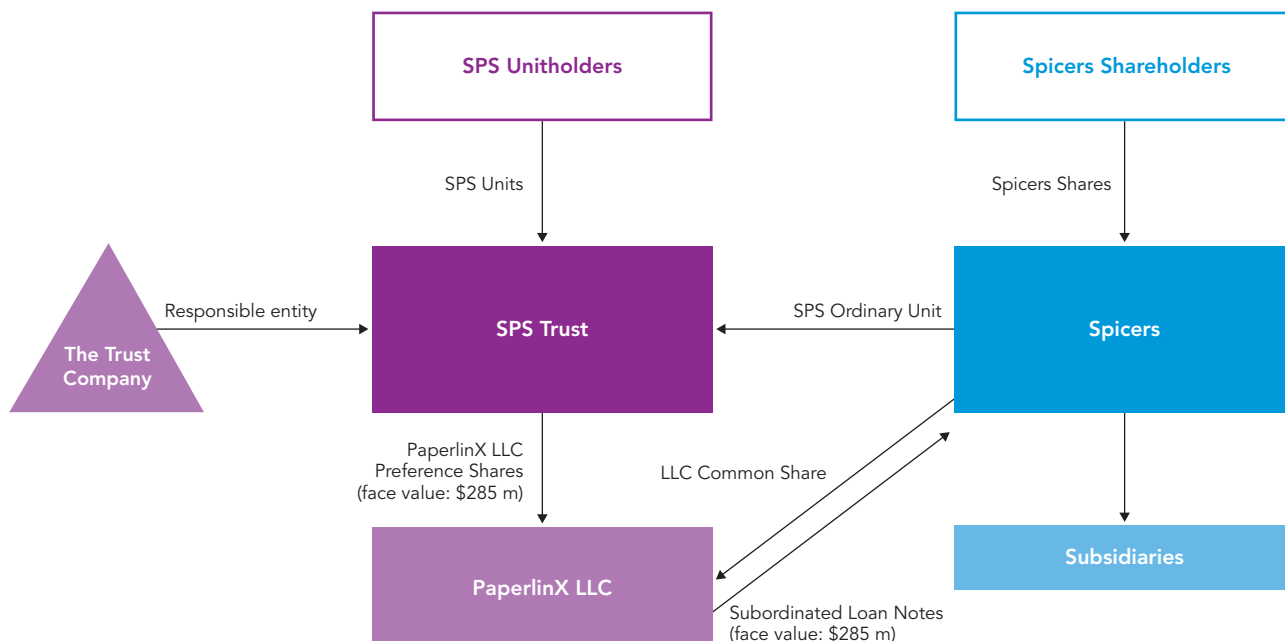 SPS Unitholders
Spicers Shareholders
SPS Units
Spicers Shares
The Trust
Company
Responsible entity
SPS Trust
SPS Ordinary Unit
Spicers
PaperlinX LLC
Preference Shares
(face value: $285 m)
LLC Common Share
PaperlinX LLC
Subordinated Loan Notes
(face value: $285 m)
Subsidiaries